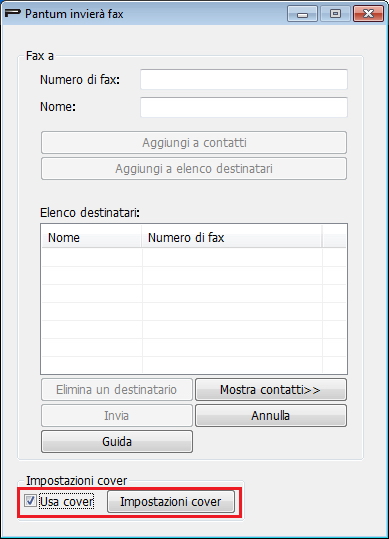 Pantum invierà fax
Fax a
Numero di fax:
Nome:
Aggiungi a contatti
Aggiungi a elenco destinatari
Elenco destinatari:
Nome Numero di fax
Elimina un destinatario Mostra contatti>>
Invia Annulla
Guida
Impostazioni cover
Usa cover Impostazioni cover